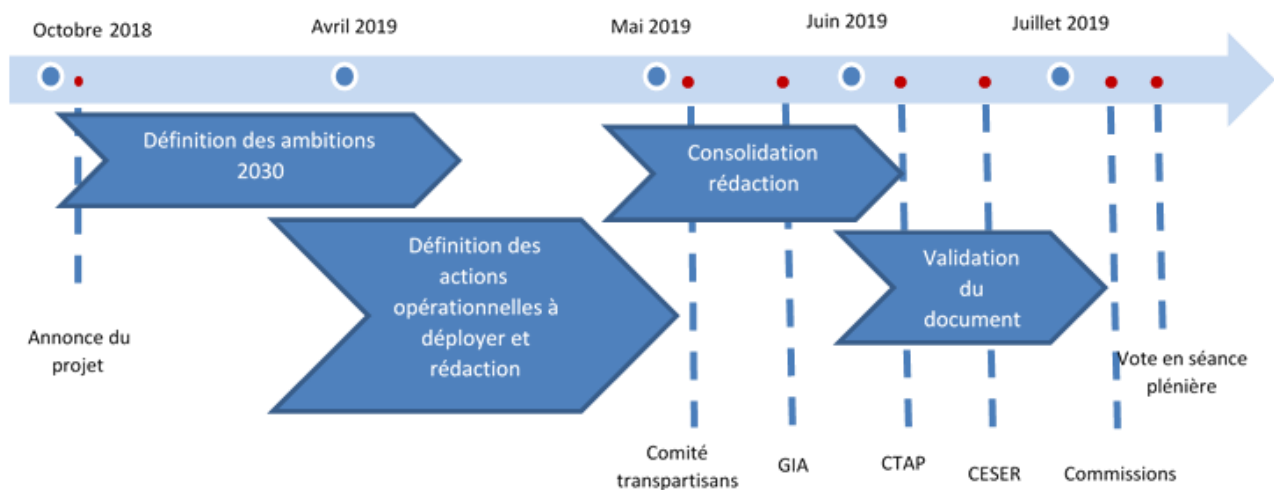 Octobre 2018
Avril 2019
Mai 2019
Juin 2019
Juillet 2019
Définition des ambitions
2030
Consolidation
rédaction
Définition des
actions
opérationnelles à
déployer et
rédaction
Validation
du
document
Annonce du
projet
Vote en séance
plénière
Comité
transpartisans
GIA
CTAP
CESER
Commissions